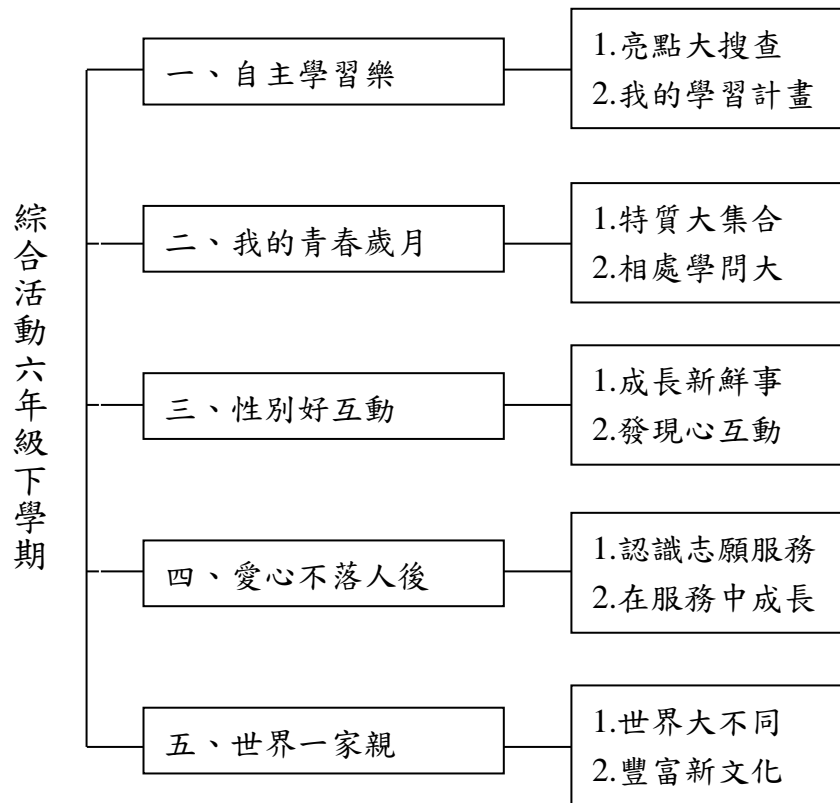 綜合活動六年級下學期
一、自主學習樂
1.亮點大搜查
2.我的學習計畫
二、我的青春歲月
1.特質大集合
2.相處學問大
三、性別好互動
1.成長新鮮事
2.發現心互動
四、愛心不落人後
1.認識志願服務
2.在服務中成長
五、世界一家親
1.世界大不同
2.豐富新文化